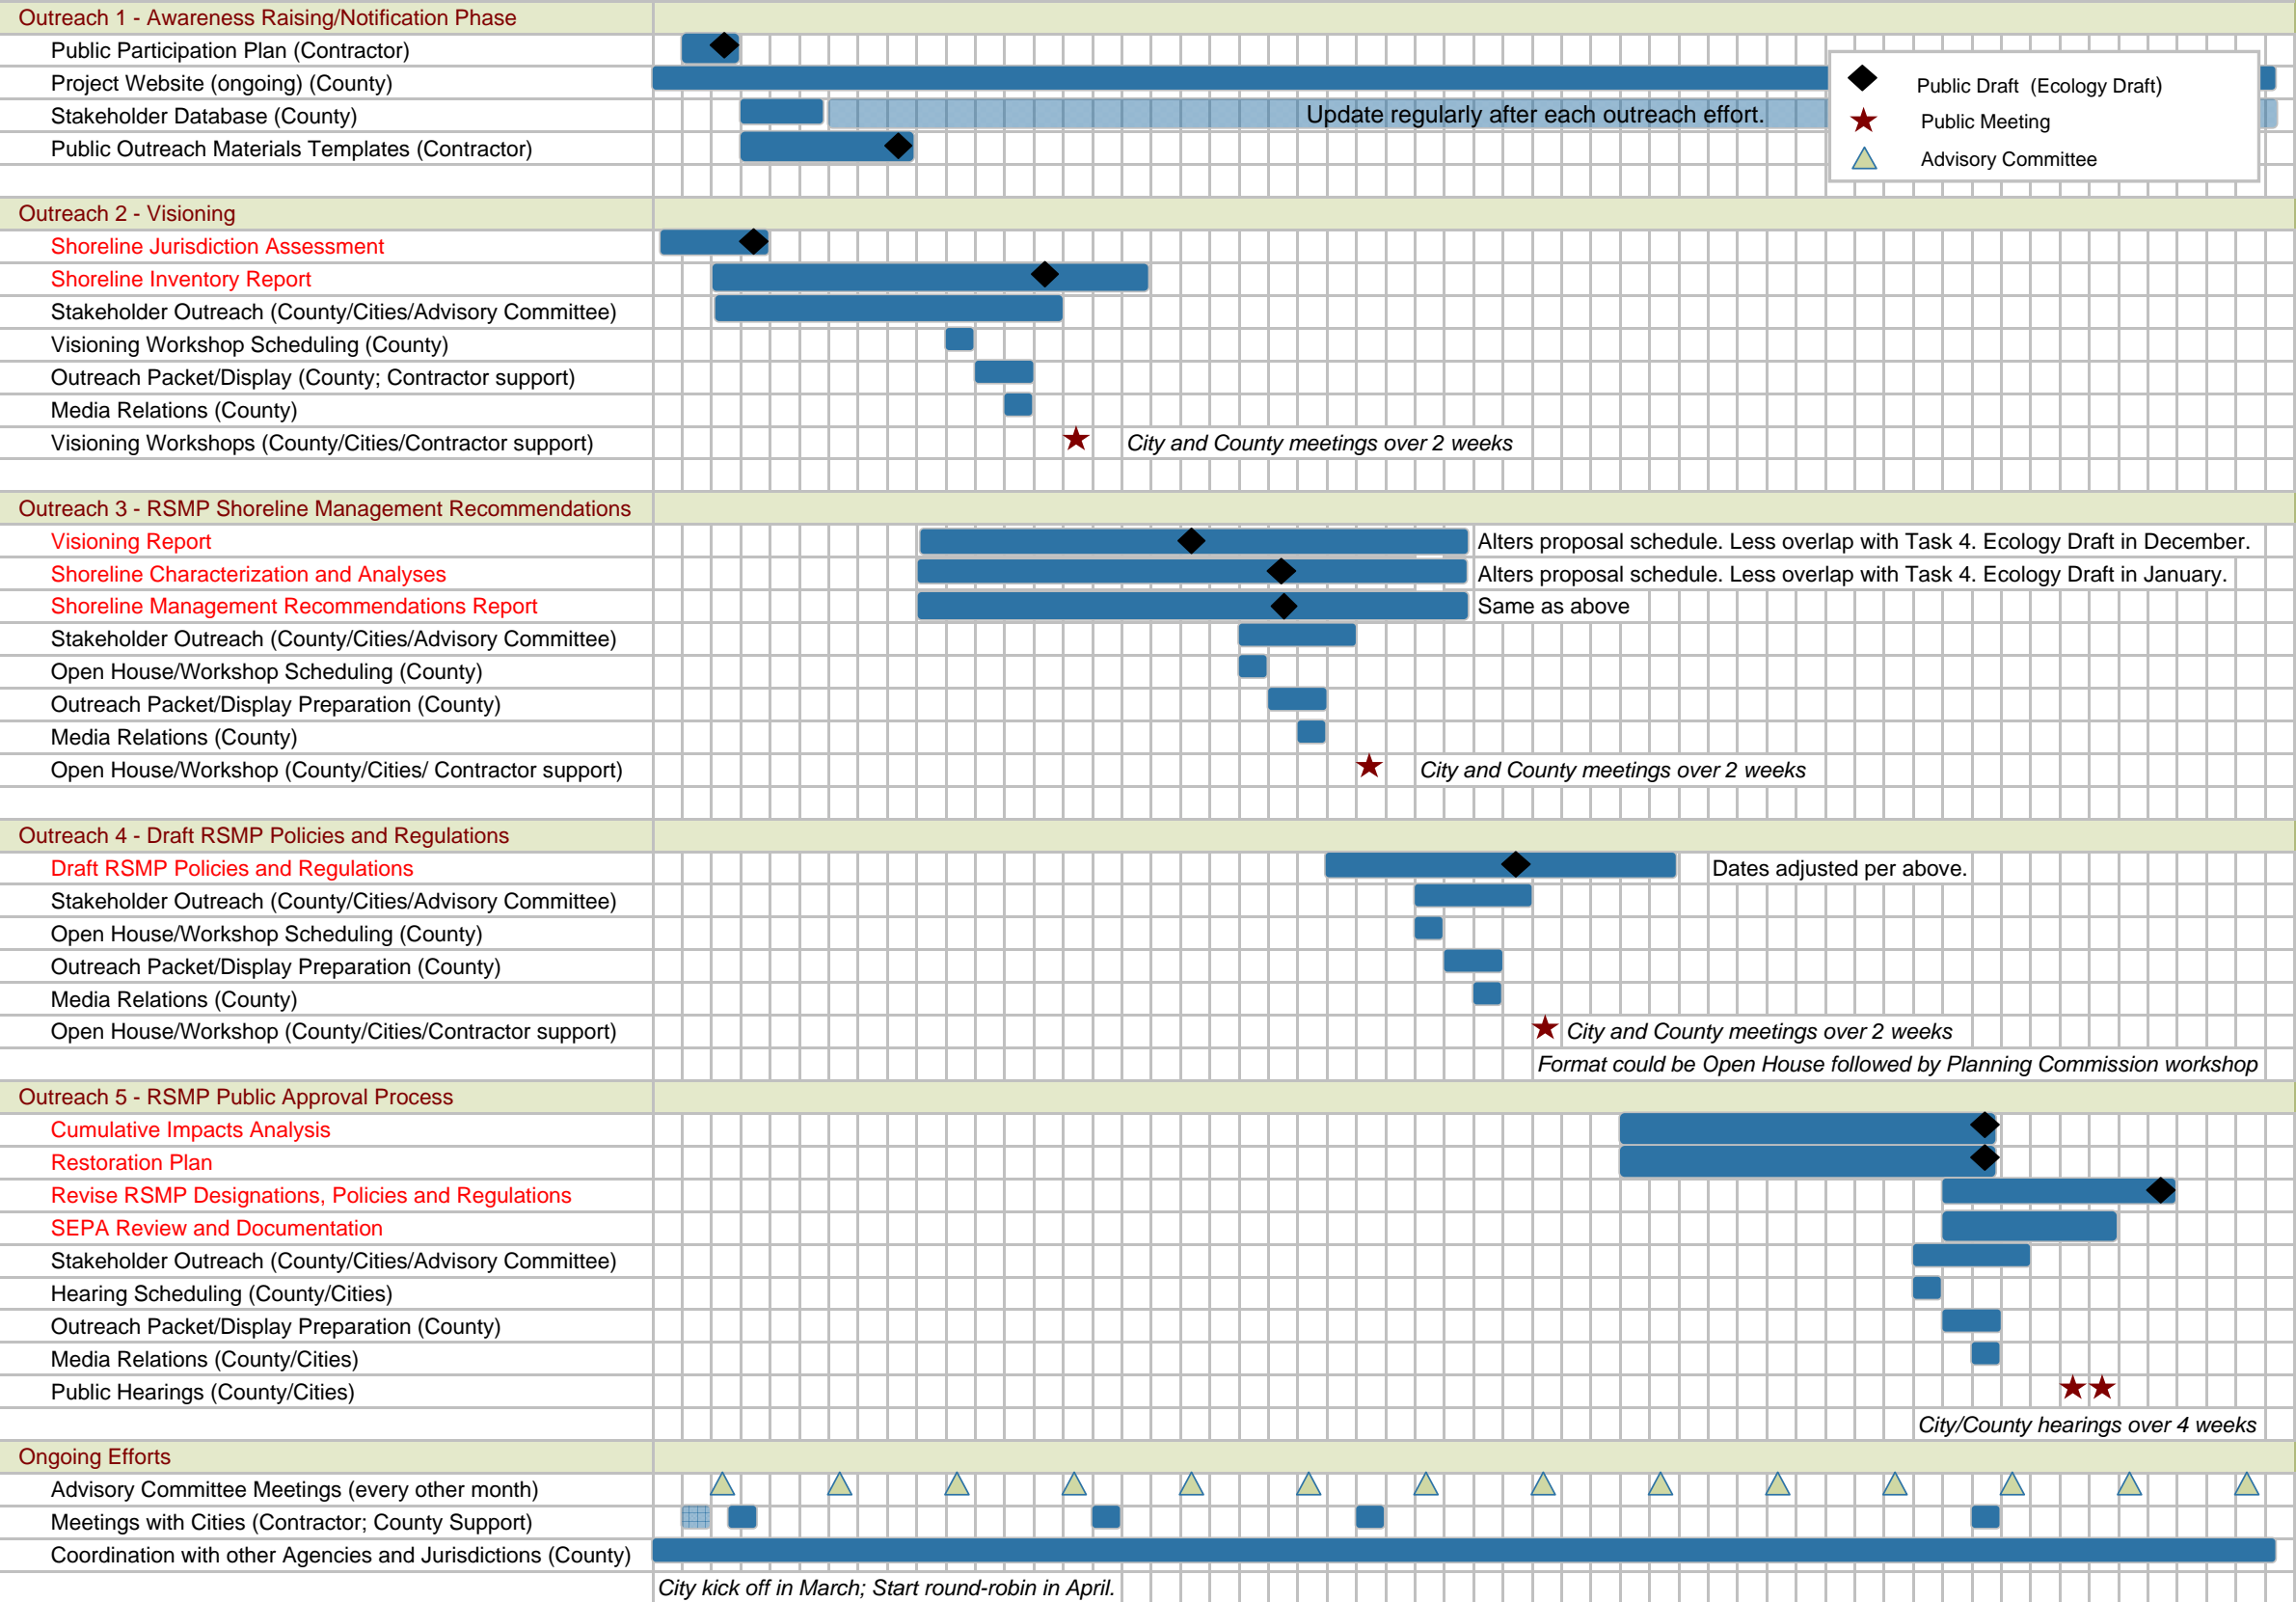 Outreach 1 - Awareness Raising/Notification Phase
Public Participation Plan (Contractor)
Project Website (ongoing) (County)
Stakeholder Database (County)
Update regularly after each outreach effort.
Public Outreach Materials Templates (Contractor)
Public Draft (Ecology Draft)
Public Meeting
Advisory Committee
Outreach 2 - Visioning
Shoreline Jurisdiction Assessment
Shoreline Inventory Report
Stakeholder Outreach (County/Cities/Advisory Committee)
Visioning Workshop Scheduling (County)
Outreach Packet/Display (County; Contractor support)
Media Relations (County)
Visioning Workshops (County/Cities/Contractor support)
City and County meetings over 2 weeks
Outreach 3 - RSMP Shoreline Management Recommendations
Visioning Report
Alters proposal schedule. Less overlap with Task 4. Ecology Draft in December.
Shoreline Characterization and Analyses
Alters proposal schedule. Less overlap with Task 4. Ecology Draft in January.
Shoreline Management Recommendations Report
Same as above
Stakeholder Outreach (County/Cities/Advisory Committee)
Open House/Workshop Scheduling (County)
Outreach Packet/Display Preparation (County)
Media Relations (County)
Open House/Workshop (County/Cities/ Contractor support)
City and County meetings over 2 weeks
Outreach 4 - Draft RSMP Policies and Regulations
Draft RSMP Policies and Regulations
Dates adjusted per above.
Stakeholder Outreach (County/Cities/Advisory Committee)
Open House/Workshop Scheduling (County)
Outreach Packet/Display Preparation (County)
Media Relations (County)
Open House/Workshop (County/Cities/Contractor support)
City and County meetings over 2 weeks
Format could be Open House followed by Planning Commission workshop
Outreach 5 - RSMP Public Approval Process
Cumulative Impacts Analysis
Restoration Plan
Revise RSMP Designations, Policies and Regulations
SEPA Review and Documentation
Stakeholder Outreach (County/Cities/Advisory Committee)
Hearing Scheduling (County/Cities)
Outreach Packet/Display Preparation (County)
Media Relations (County/Cities)
Public Hearings (County/Cities)
City/County hearings over 4 weeks
Ongoing Efforts
Advisory Committee Meetings (every other month)
Meetings with Cities (Contractor; County Support)
Coordination with other Agencies and Jurisdictions (County)
City kick off in March; Start round-robin in April.